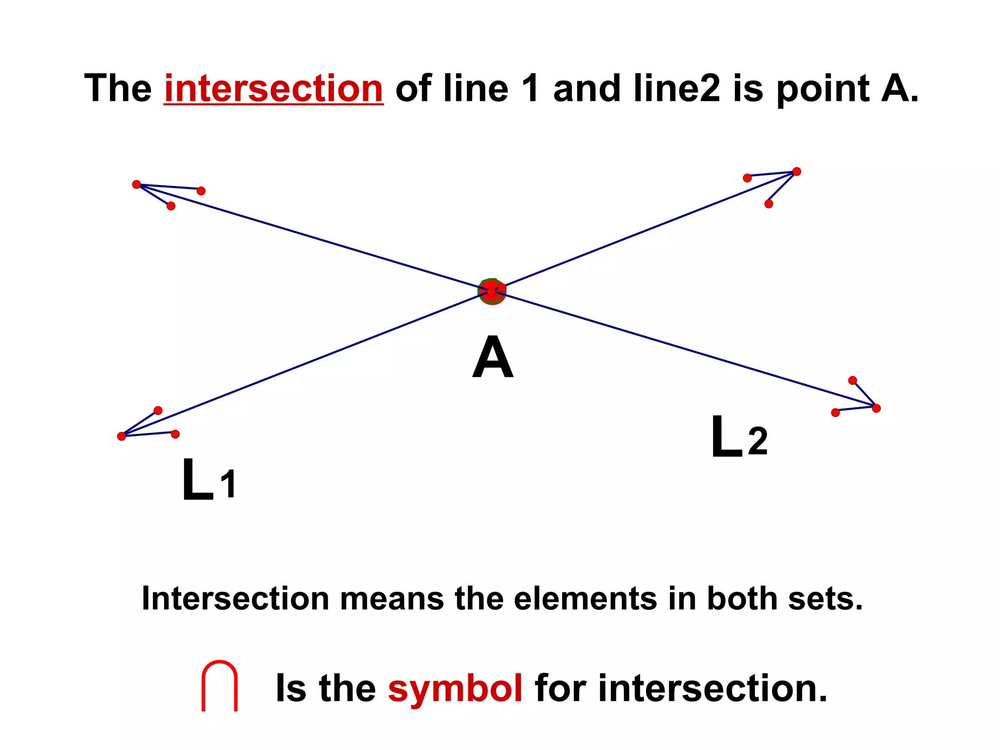 The intersection of line 1 and line2 is point A.
A
L2
L1
Intersection means the elements in both sets.
∩ Is the symbol for intersection.